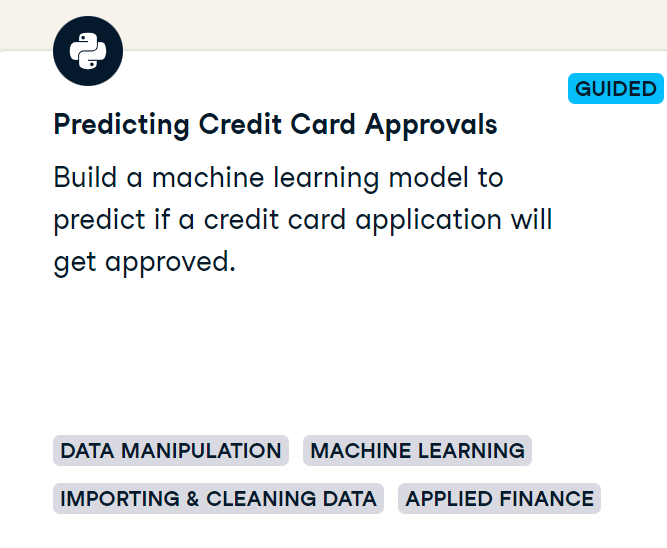 GUIDED
Predicting Credit Card Approvals
Build a machine learning model to
predict if a credit card application will
get approved.
DATA MANIPULATION MACHINE LEARNING
IMPORTING & CLEANING DATA APPLIED FINANCE